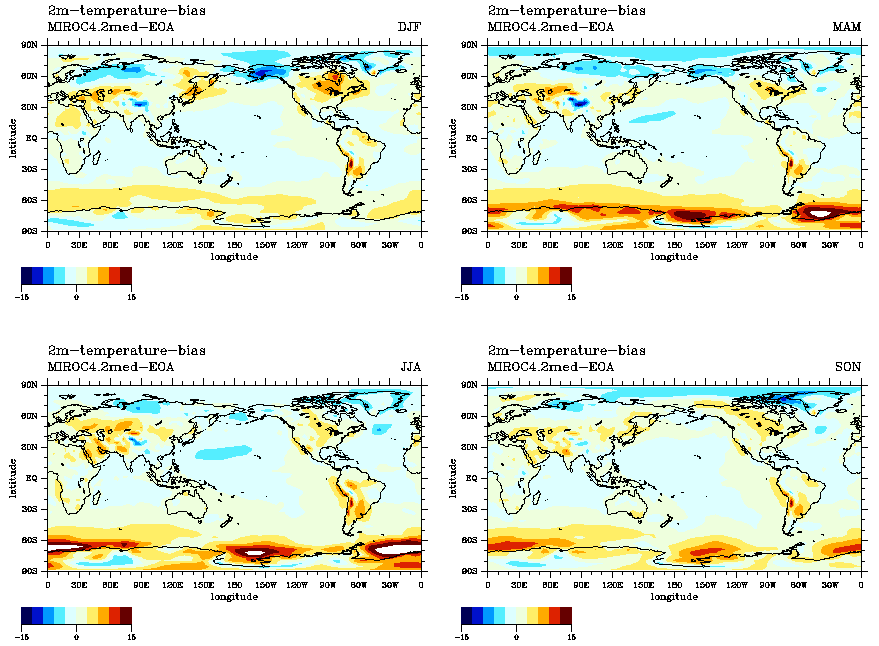 2m-temperature-bias
MIROC4.2med-EOA DJF
90N
60N
30N
EQ
30S
60S
90S
latitude
0 30E 60E 90E 120E 150E 180 150W 120W 90W 60W 30W 0
longitude
-15 0 15
2m-temperature-bias
MIROC4.2med-EOA MAM
90N
60N
30N
EQ
30S
60S
90S
latitude
0 30E 60E 90E 120E 150E 180 150W 120W 90W 60W 30W 0
longitude
-15 0 15
2m-temperature-bias
MIROC4.2med-EOA JJA
90N
60N
30N
EQ
30S
60S
90S
latitude
0 30E 60E 90E 120E 150E 180 150W 120W 90W 60W 30W 0
longitude
-15 0 15
2m-temperature-bias
MIROC4.2med-EOA SON
90N
60N
30N
EQ
30S
60S
90S
latitude
0 30E 60E 90E 120E 150E 180 150W 120W 90W 60W 30W 0
longitude
-15 0 15